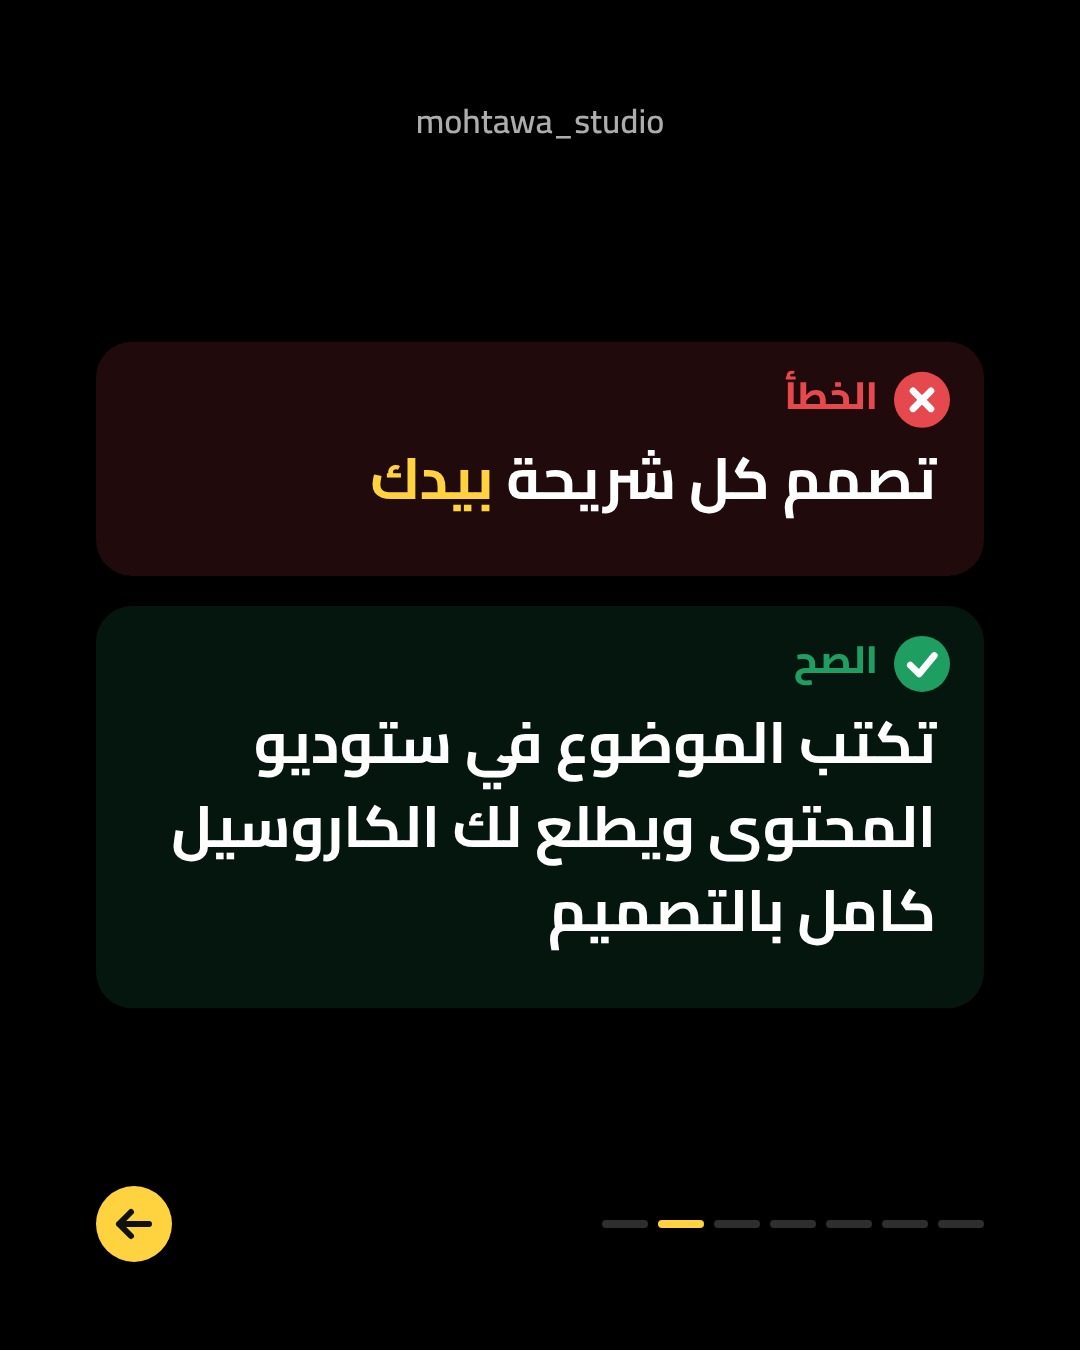 mohtawa_studio
الخطأ
تصمم كل شريحة بيدك
الصح
تكتب الموضوع في ستوديو
المحتوى ويطلع لك الكاروسيل
كامل بالتصميم